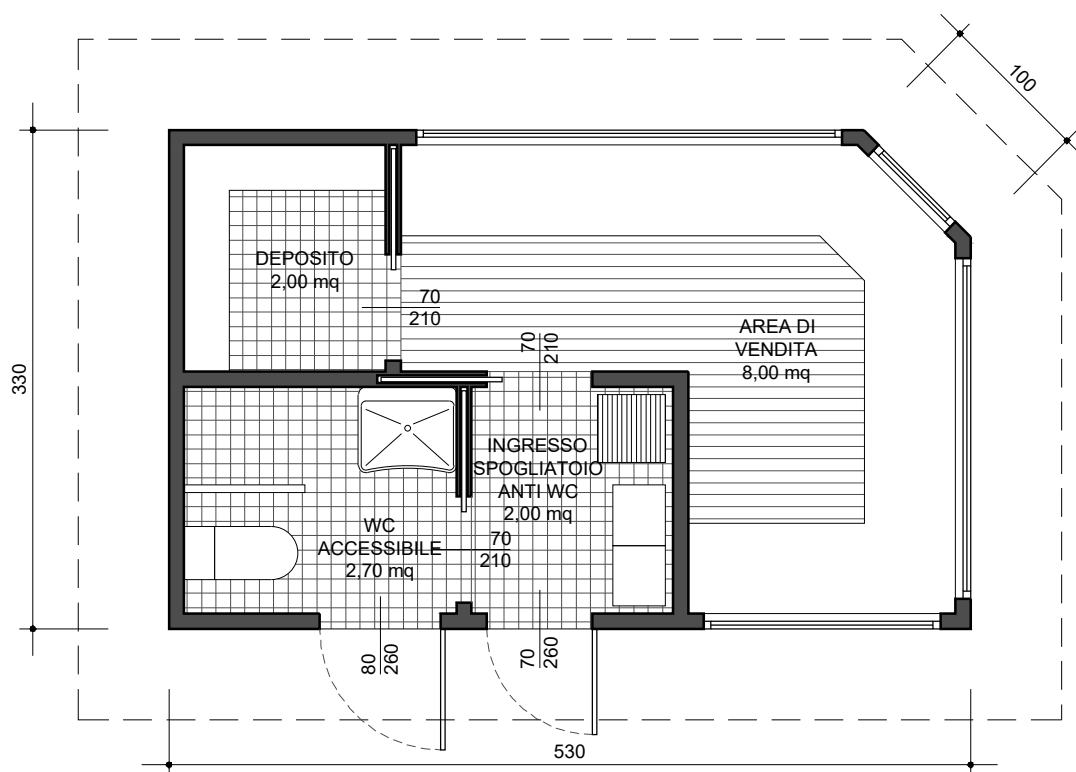 100
DEPOSITO
2,00 mq
70
210
70
210
AREA DI
VENDITA
8,00 mq
330
INGRESSO
SPOGLIATOIO
ANTI WC
2,00 mq
WC
ACCESSIBILE
2,70 mq
70
210
80
260
70
260
530